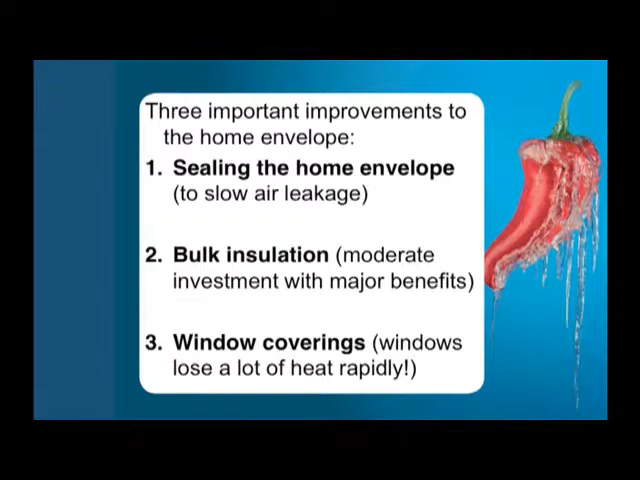 Three important improvements to
the home envelope:
1. Sealing the home envelope
(to slow air leakage)
2. Bulk insulation (moderate
investment with major benefits)
3. Window coverings (windows
lose a lot of heat rapidly!)